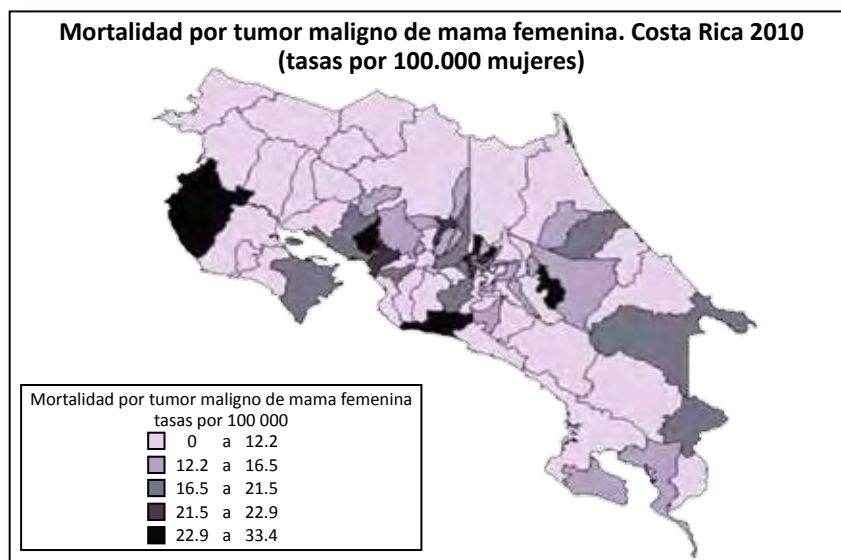 Mortalidad por tumor maligno de mama femenina. Costa Rica 2010
(tasas por 100.000 mujeres)
Mortalidad por tumor maligno de mama femenina
tasas por 100 000
0 a 12.2
12.2 a 16.5
16.5 a 21.5
21.5 a 22.9
22.9 a 33.4